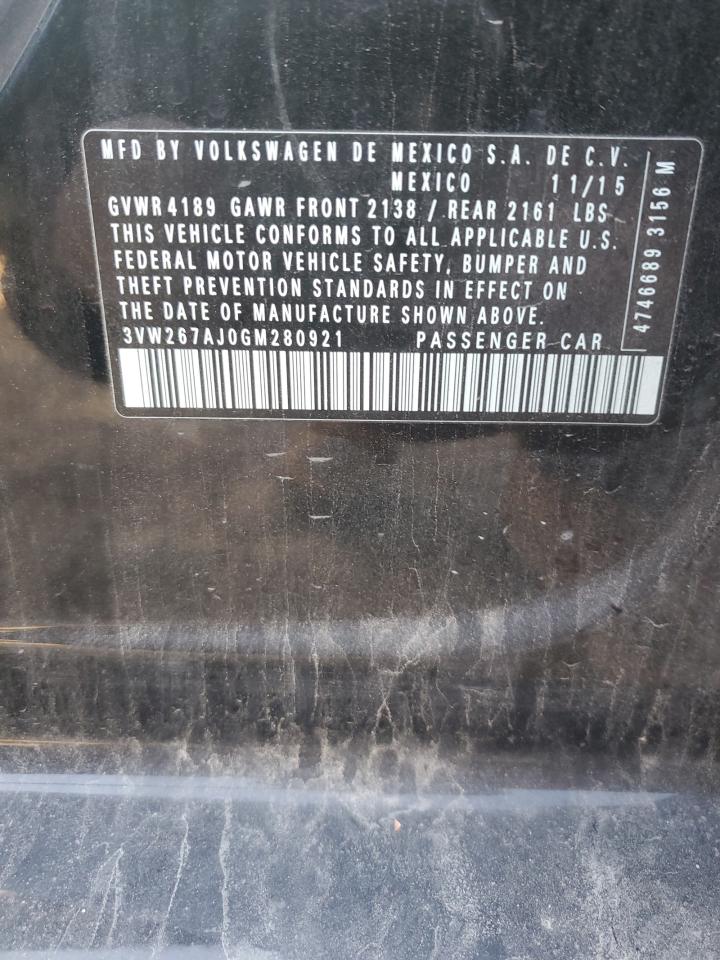 MFD BY VOLKSWAGEN DE MEXICO S.A. DE C.V.
MEXICO 11/15
GVWR 4189 GAWR FRONT 2138 / REAR 2161 LBS
THIS VEHICLE CONFORMS TO ALL APPLICABLE U.S.
FEDERAL MOTOR VEHICLE SAFETY, BUMPER AND
THEFT PREVENTION STANDARDS IN EFFECT ON
THE DATE OF MANUFACTURE SHOWN ABOVE.
3VW267AJ0GM280921 PASSENGER CAR
4746689 3156 M